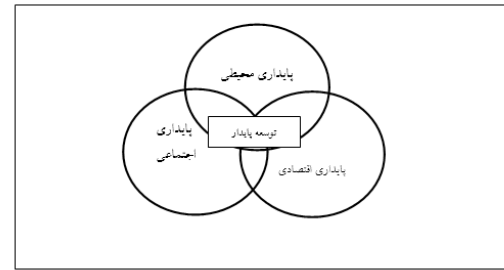 پایداری محیطی
توسعه پایدار
پایداری
اجتماعی
پایداری اقتصادی